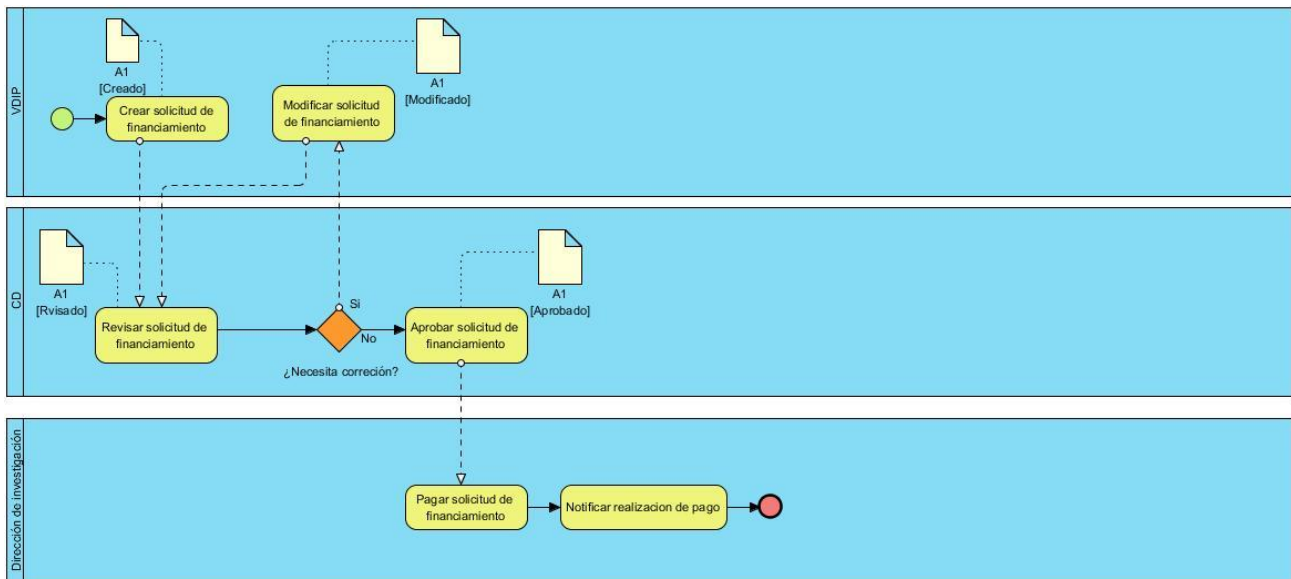 VDIP
A1
[Creado]
Crear solicitud de
financiamiento
Modificar solicitud
de financiamiento
A1
[Modificado]
CD
A1
[Rvisado]
Revisar solicitud de
financiamiento
Si
No
¿Necesita correción?
Aprobar solicitud de
financiamiento
A1
[Aprobado]
Dirección de investigación
Pagar solicitud de
financiamiento
Notificar realizacion de pago